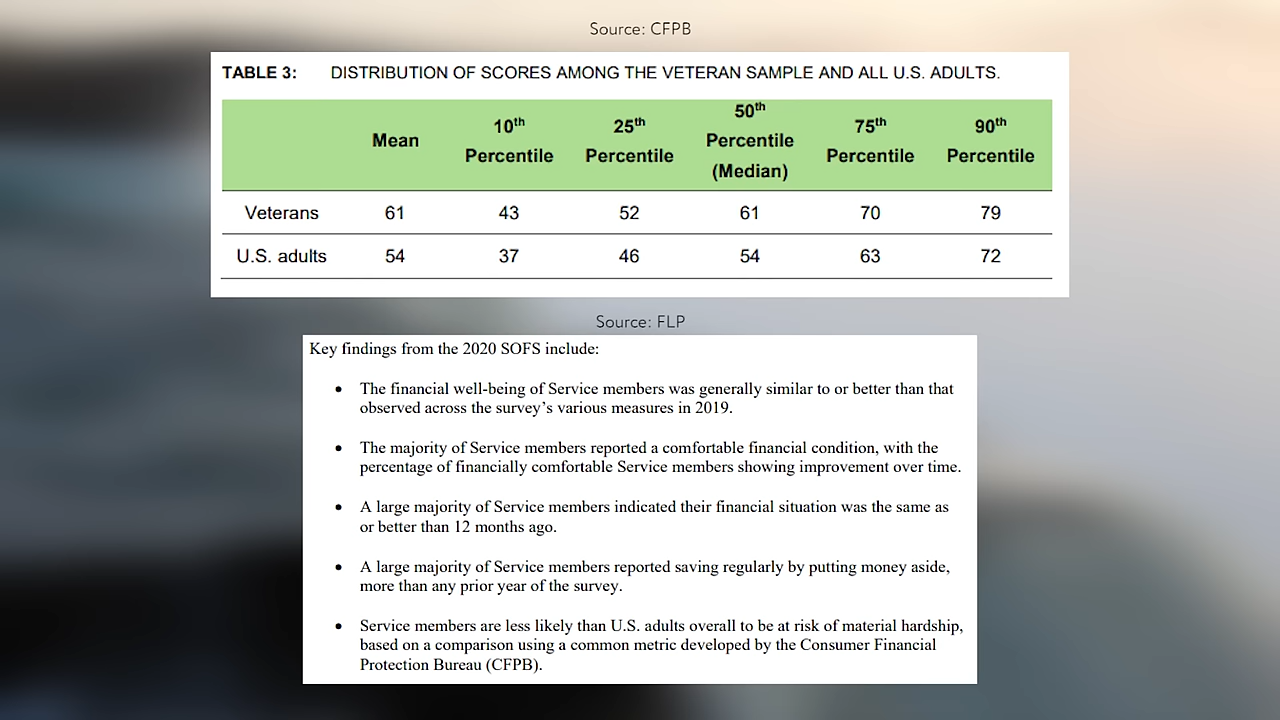 Source: CFPB
TABLE 3: DISTRIBUTION OF SCORES AMONG THE VETERAN SAMPLE AND ALL U.S. ADULTS.
Mean 10th Percentile 25th Percentile 50th Percentile (Median) 75th Percentile 90th Percentile
Veterans 61 43 52 61 70 79
U.S. adults 54 37 46 54 63 72
Source: FLP
Key findings from the 2020 SOFS include:
• The financial well-being of Service members was generally similar to or better than that
observed across the survey's various measures in 2019.
• The majority of Service members reported a comfortable financial condition, with the
percentage of financially comfortable Service members showing improvement over time.
• A large majority of Service members indicated their financial situation was the same as
or better than 12 months ago.
• A large majority of Service members reported saving regularly by putting money aside,
more than any prior year of the survey.
• Service members are less likely than U.S. adults overall to be at risk of material hardship,
based on a comparison using a common metric developed by the Consumer Financial
Protection Bureau (CFPB).